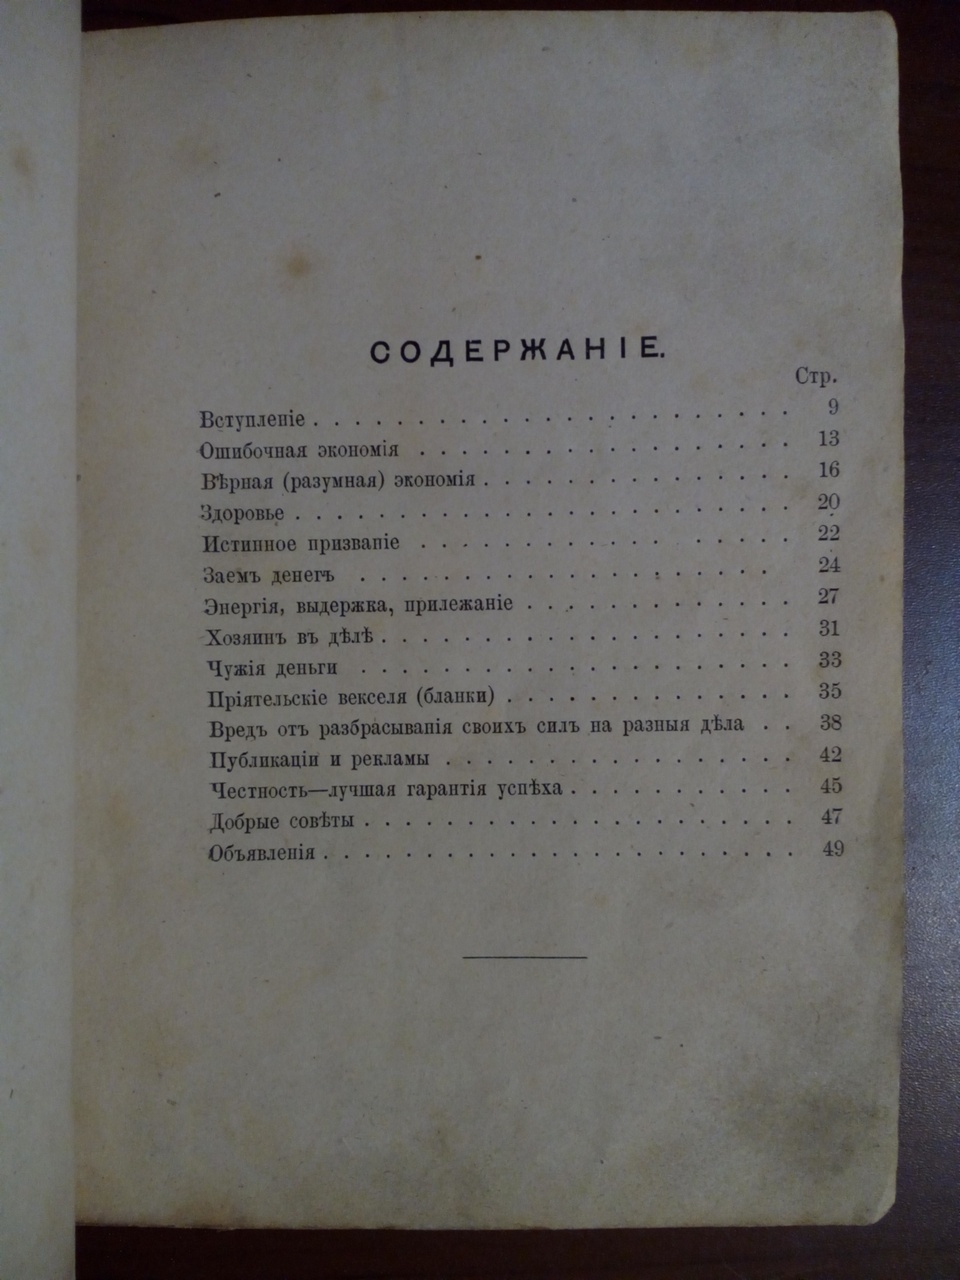 СОДЕРЖАНІЕ.
Стр.
Вступленіе . . . . . . . . . . . . . . . . . . . . . . . 9
Ошибочная экономія . . . . . . . . . . . . . . . . . . 13
Вѣрная (разумная) экономія . . . . . . . . . . . . . . . 16
Здоровье . . . . . . . . . . . . . . . . . . . . . . . . 20
Истинное призваніе . . . . . . . . . . . . . . . . . . 22
Заемъ денегъ . . . . . . . . . . . . . . . . . . . . 24
Энергія, выдержка, прилежаніе . . . . . . . . . . . . . 27
Хозяинъ въ дѣлѣ . . . . . . . . . . . . . . . . . . . . 31
Чужія деньги . . . . . . . . . . . . . . . . . . . . . 33
Пріятельскіе векселя (бланки) . . . . . . . . . . . . . . 35
Вредъ отъ разбрасыванія своихъ силъ на разныя дѣла . . 38
Публикаціи и рекламы . . . . . . . . . . . . . . . . . 42
Честность—лучшая гарантія успѣха . . . . . . . . . . . 45
Добрые совѣты . . . . . . . . . . . . . . . . . . . . . 47
Объявленія . . . . . . . . . . . . . . . . . . . . . . . 49